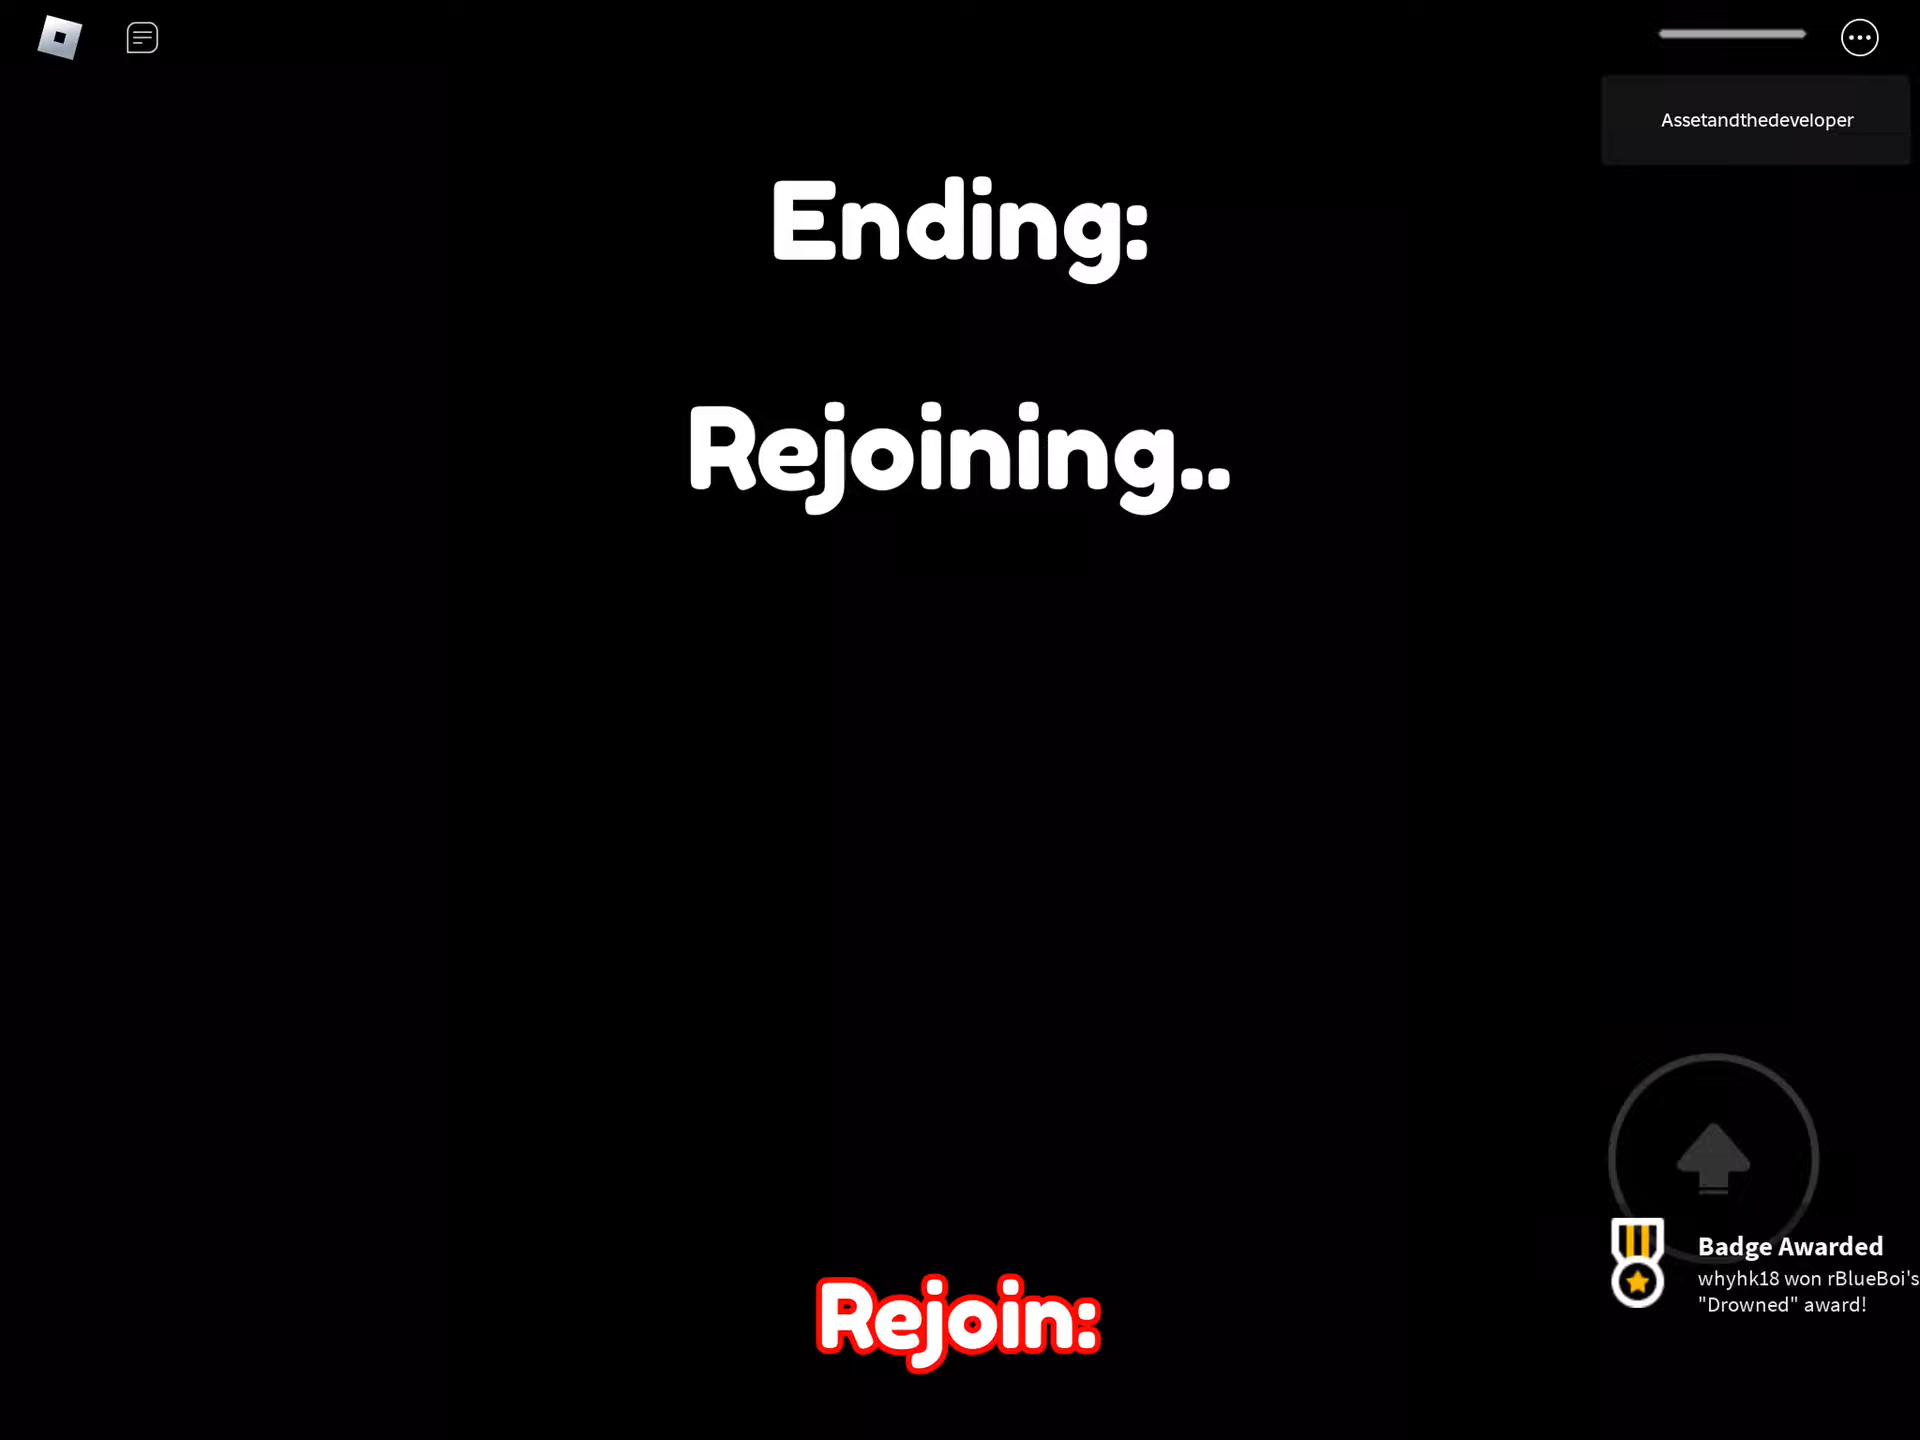 Assetandthedeveloper
Ending:
Rejoining..
Badge Awarded
whyhk18 won rBlueBoi's
"Drowned" award!
Rejoin: